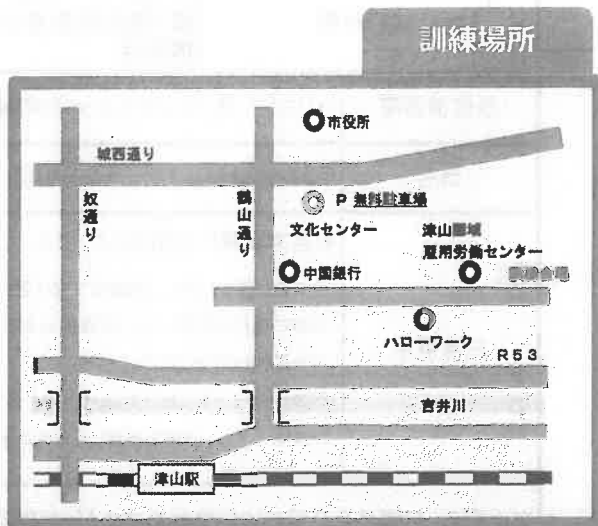 訓練場所
市役所
城西通り
奴通り
鶴山通り
P 無料駐車場
文化センター
津山圏域
雇用労働センター
中国銀行
ハローワーク
R53
吉井川
津山駅